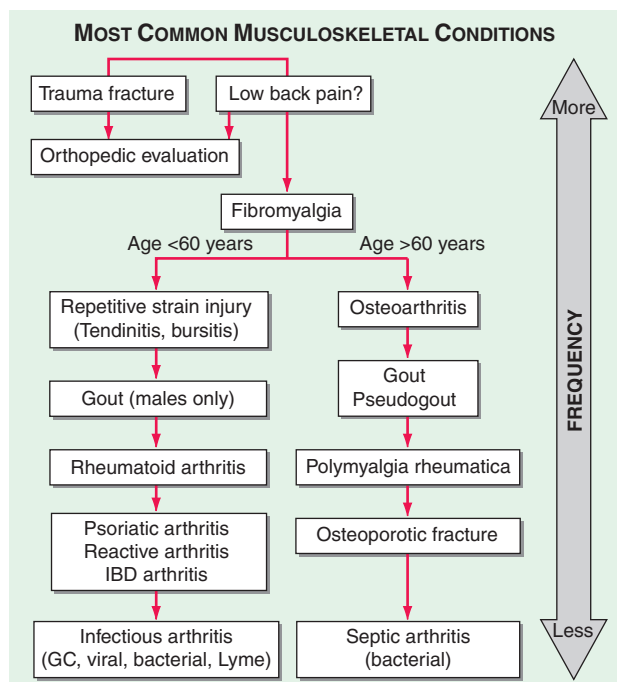 MOST COMMON MUSCULOSKELETAL CONDITIONS
Trauma fracture
Low back pain?
More
Orthopedic evaluation
Fibromyalgia
Age <60 years
Age >60 years
Repetitive strain injury
(Tendinitis, bursitis)
Osteoarthritis
Gout (males only)
Gout
Pseudogout
FREQUENCY
Rheumatoid arthritis
Polymyalgia rheumatica
Psoriatic arthritis
Reactive arthritis
IBD arthritis
Osteoporotic fracture
Infectious arthritis
(GC, viral, bacterial, Lyme)
Septic arthritis
(bacterial)
Less